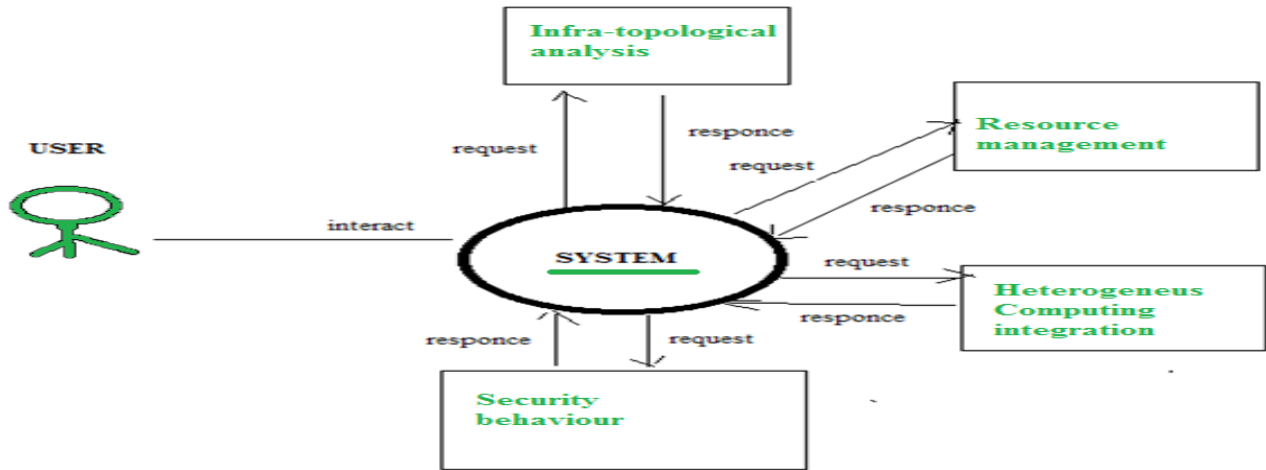 Infra-topological
analysis
USER
request
responce
request
Resource
management
responce
interact
SYSTEM
request
responce
Heterogeneus
Computing
integration
responce
request
Security
behaviour